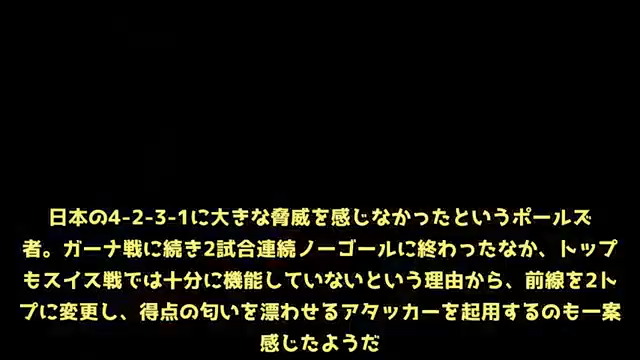 日本の4-2-3-1に大きな脅威を感じなかったというポールズ
者。ガーナ戦に続き2試合連続ノーゴールに終わったなか、トップ
もスイス戦では十分に機能していないという理由から、前線を2ト
プに変更し、得点の匂いを漂わせるアタッカーを起用するのも一案
感じたようだ